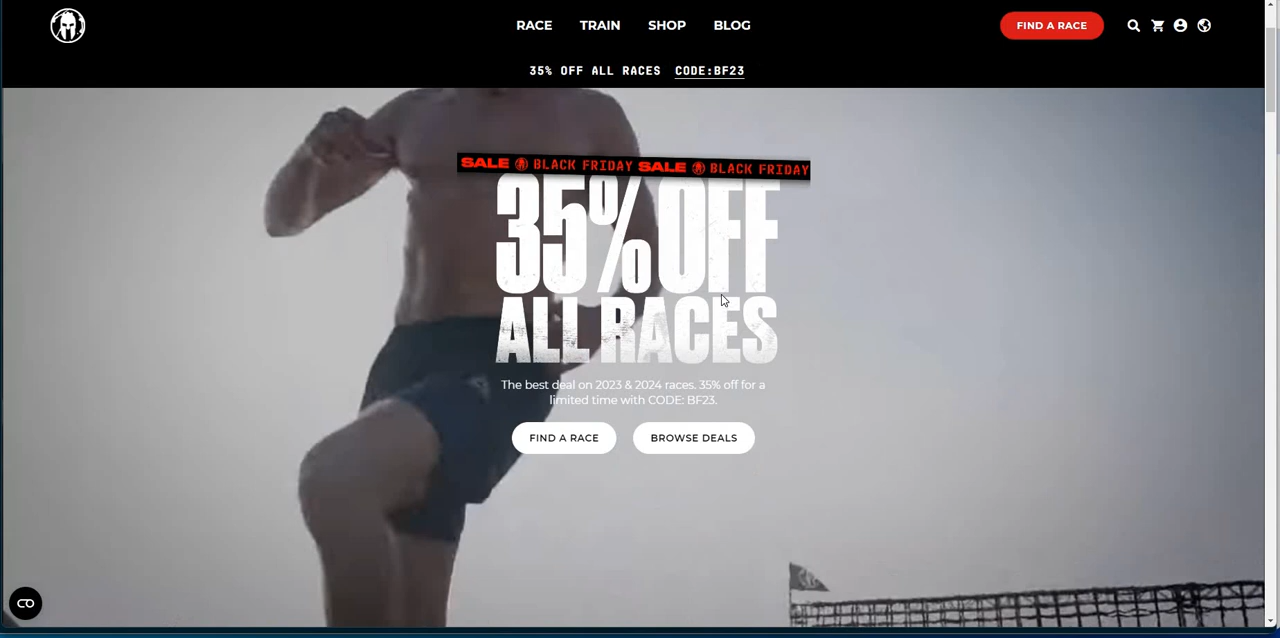 RACE TRAIN SHOP BLOG FIND A RACE
35% OFF ALL RACES CODE:BF23
SALE BLACK FRIDAY SALE BLACK FRIDAY
35% OFF
ALL RACES
The best deal on 2023 & 2024 races. 35% off for a
limited time with CODE: BF23.
FIND A RACE BROWSE DEALS